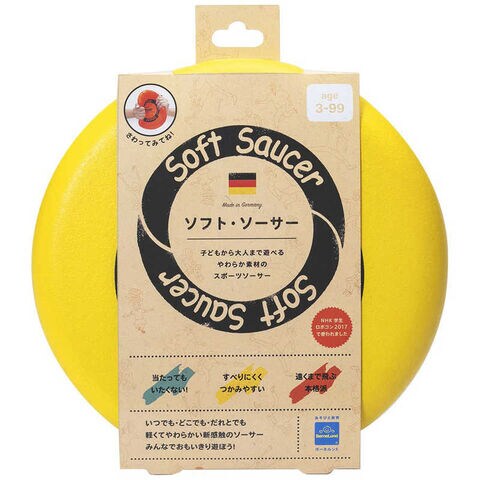 さわってみてね!
age
3-99
Soft Saucer
Made in Germany
ソフト・ソーサー
子どもから大人まで遊べる
やわらか素材の
スポーツソーサー
Soft Saucer
NHK 学生
ロボコン2017
で使われました
当たっても
いたくない!
すべりにくく
つかみやすい
遠くまで飛ぶ
本格派
いつでも・どこでも・だれとでも
軽くてやわらかい新感触のソーサー
みんなでおもいきり遊ぼう!
あそび道具
BorneLund
ボーネルンド